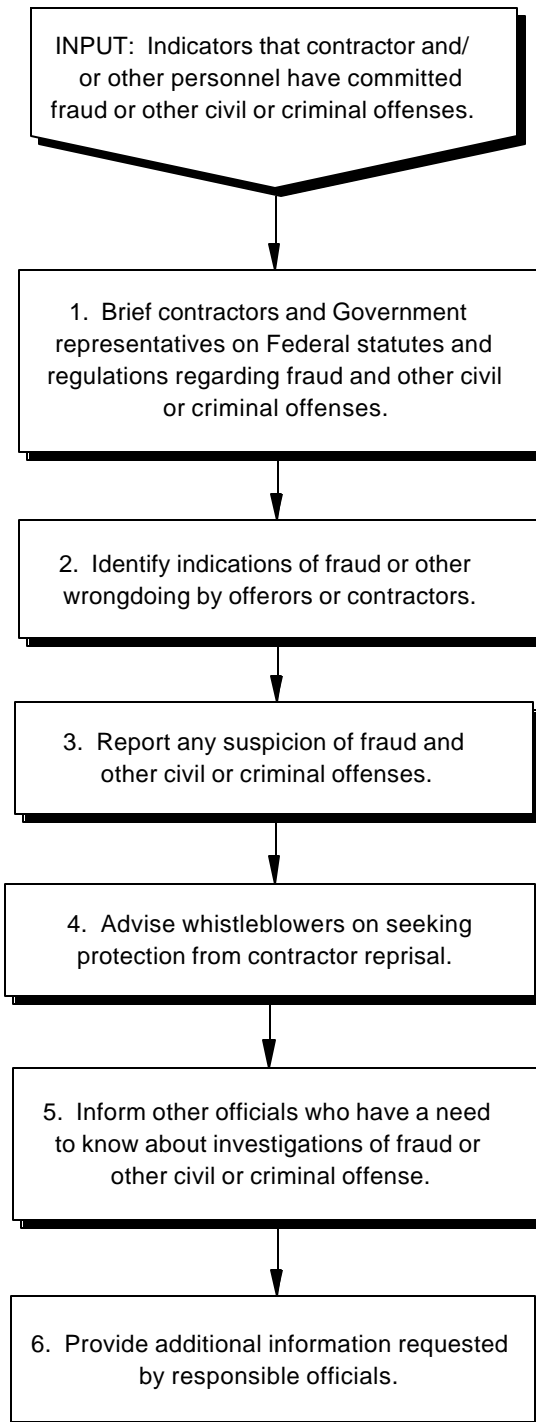 INPUT:  Indicators that contractor and/
or other personnel have committed
fraud or other civil or criminal offenses.
1.  Brief contractors and Government
representatives on Federal statutes and
regulations regarding fraud and other civil
or criminal offenses.
2.  Identify indications of fraud or other
wrongdoing by offerors or contractors.
3.  Report any suspicion of fraud and
other civil or criminal offenses.
4.  Advise whistleblowers on seeking
protection from contractor reprisal.
5.  Inform other officials who have a need
to know about investigations of fraud or
other civil or criminal offense.
6.  Provide additional information requested
by responsible officials.